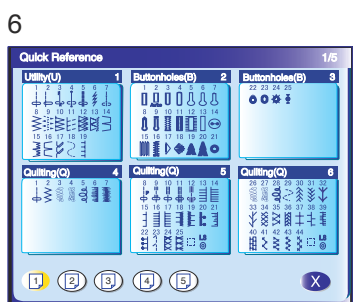 6
Quick Reference 1/5
Utility(U) 1
1 2 3 4 5 6 7
8 9 10 11 12 13 14
15 16 17 18 19
Buttonholes(B) 2
1 2 3 4 5 6 7
8 9 10 11 12 13 14
15 16 17 18 19 20 21
Buttonholes(B) 3
22 23 24 25
Quilting(Q) 4
1 2 3 4 5 6 7
Quilting(Q) 5
8 9 10 11 12 13 14
15 16 17 18 19 20 21
22 23 24 25
Quilting(Q) 6
26 27 28 29 30 31 32
33 34 35 36 37 38 39
40 41 42 43 44
1 2 3 4 5 X